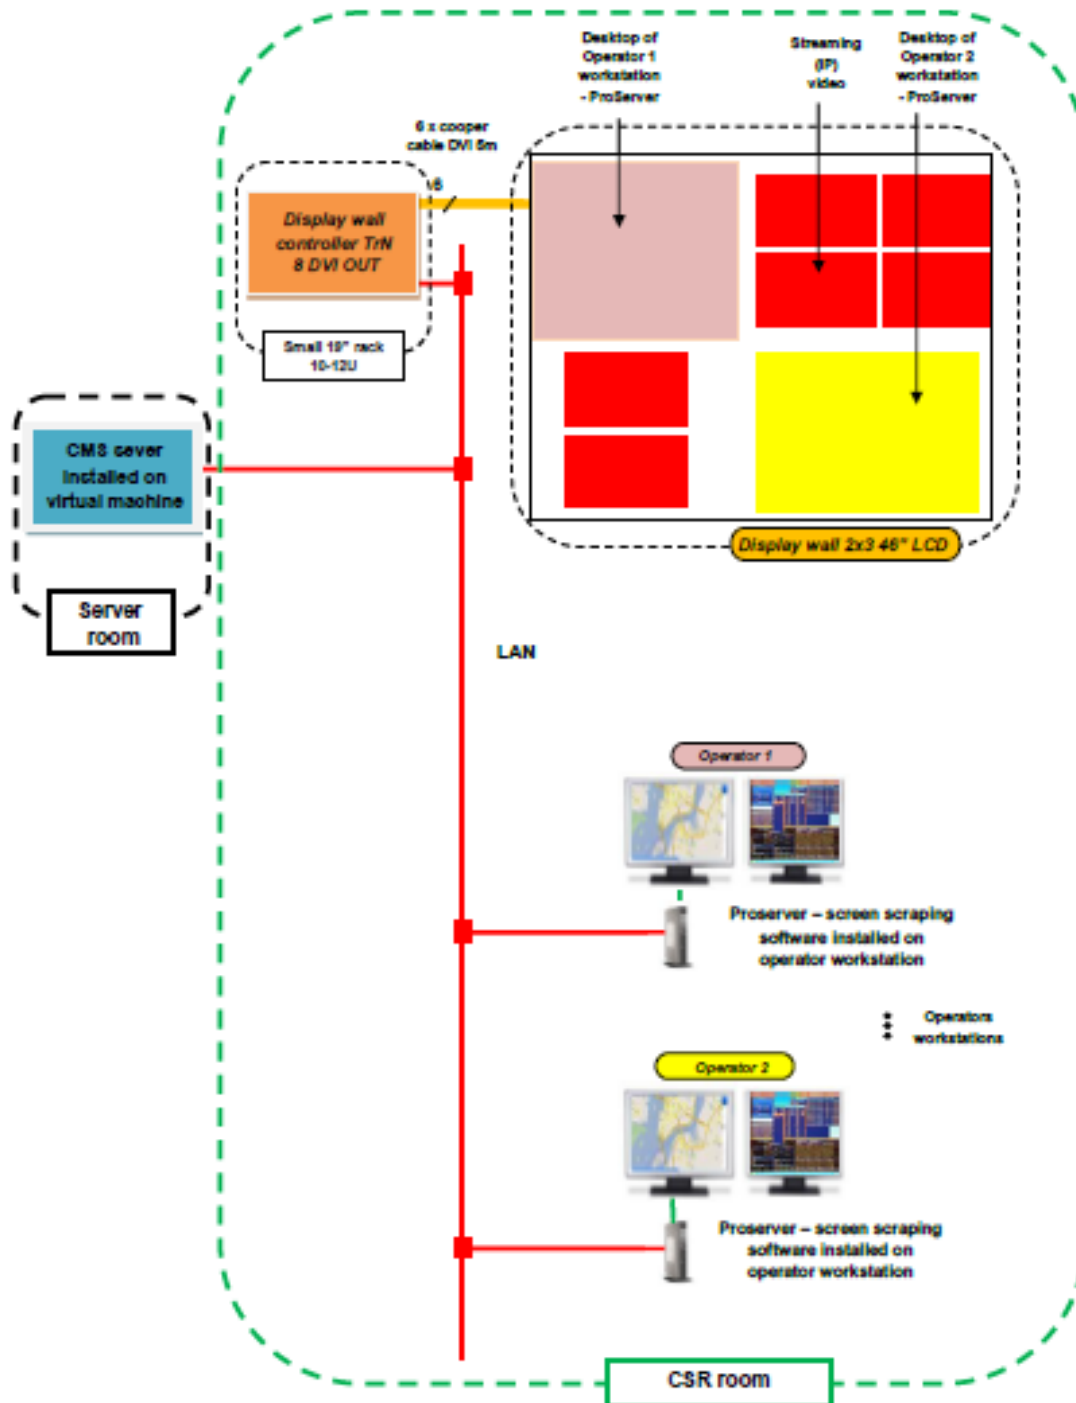 Desktop of
Operator 1
workstation
- ProServer
Streaming
(IP)
video
Desktop of
Operator 2
workstation
- ProServer
6 x cooper
cable DVI 5m
6
Display wall
controller TrN
8 DVI OUT
Small 19" rack
10-12U
CMS sever
installed on
virtual machine
Server
room
Display wall 2x3 46" LCD
LAN
Operator 1
Proserver – screen scraping
software installed on
operator workstation
Operators
workstations
Operator 2
Proserver – screen scraping
software installed on
operator workstation
CSR room